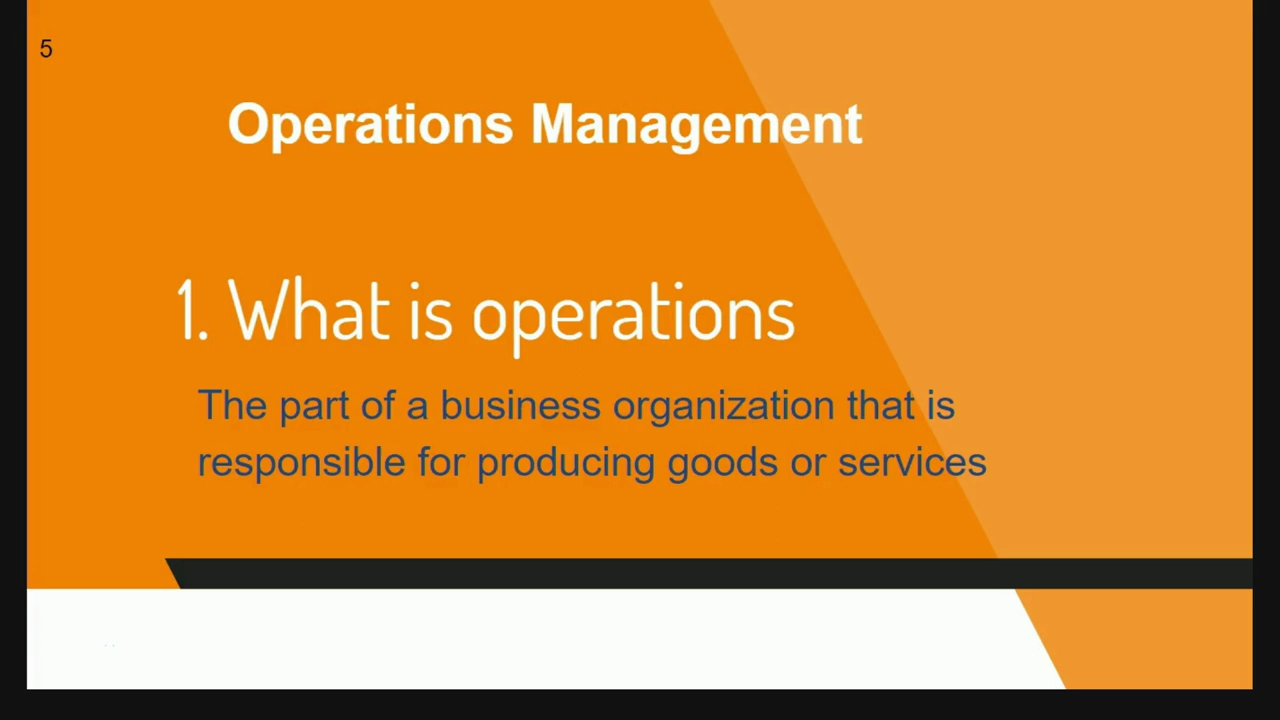 5
Operations Management
1. What is operations
The part of a business organization that is
responsible for producing goods or services